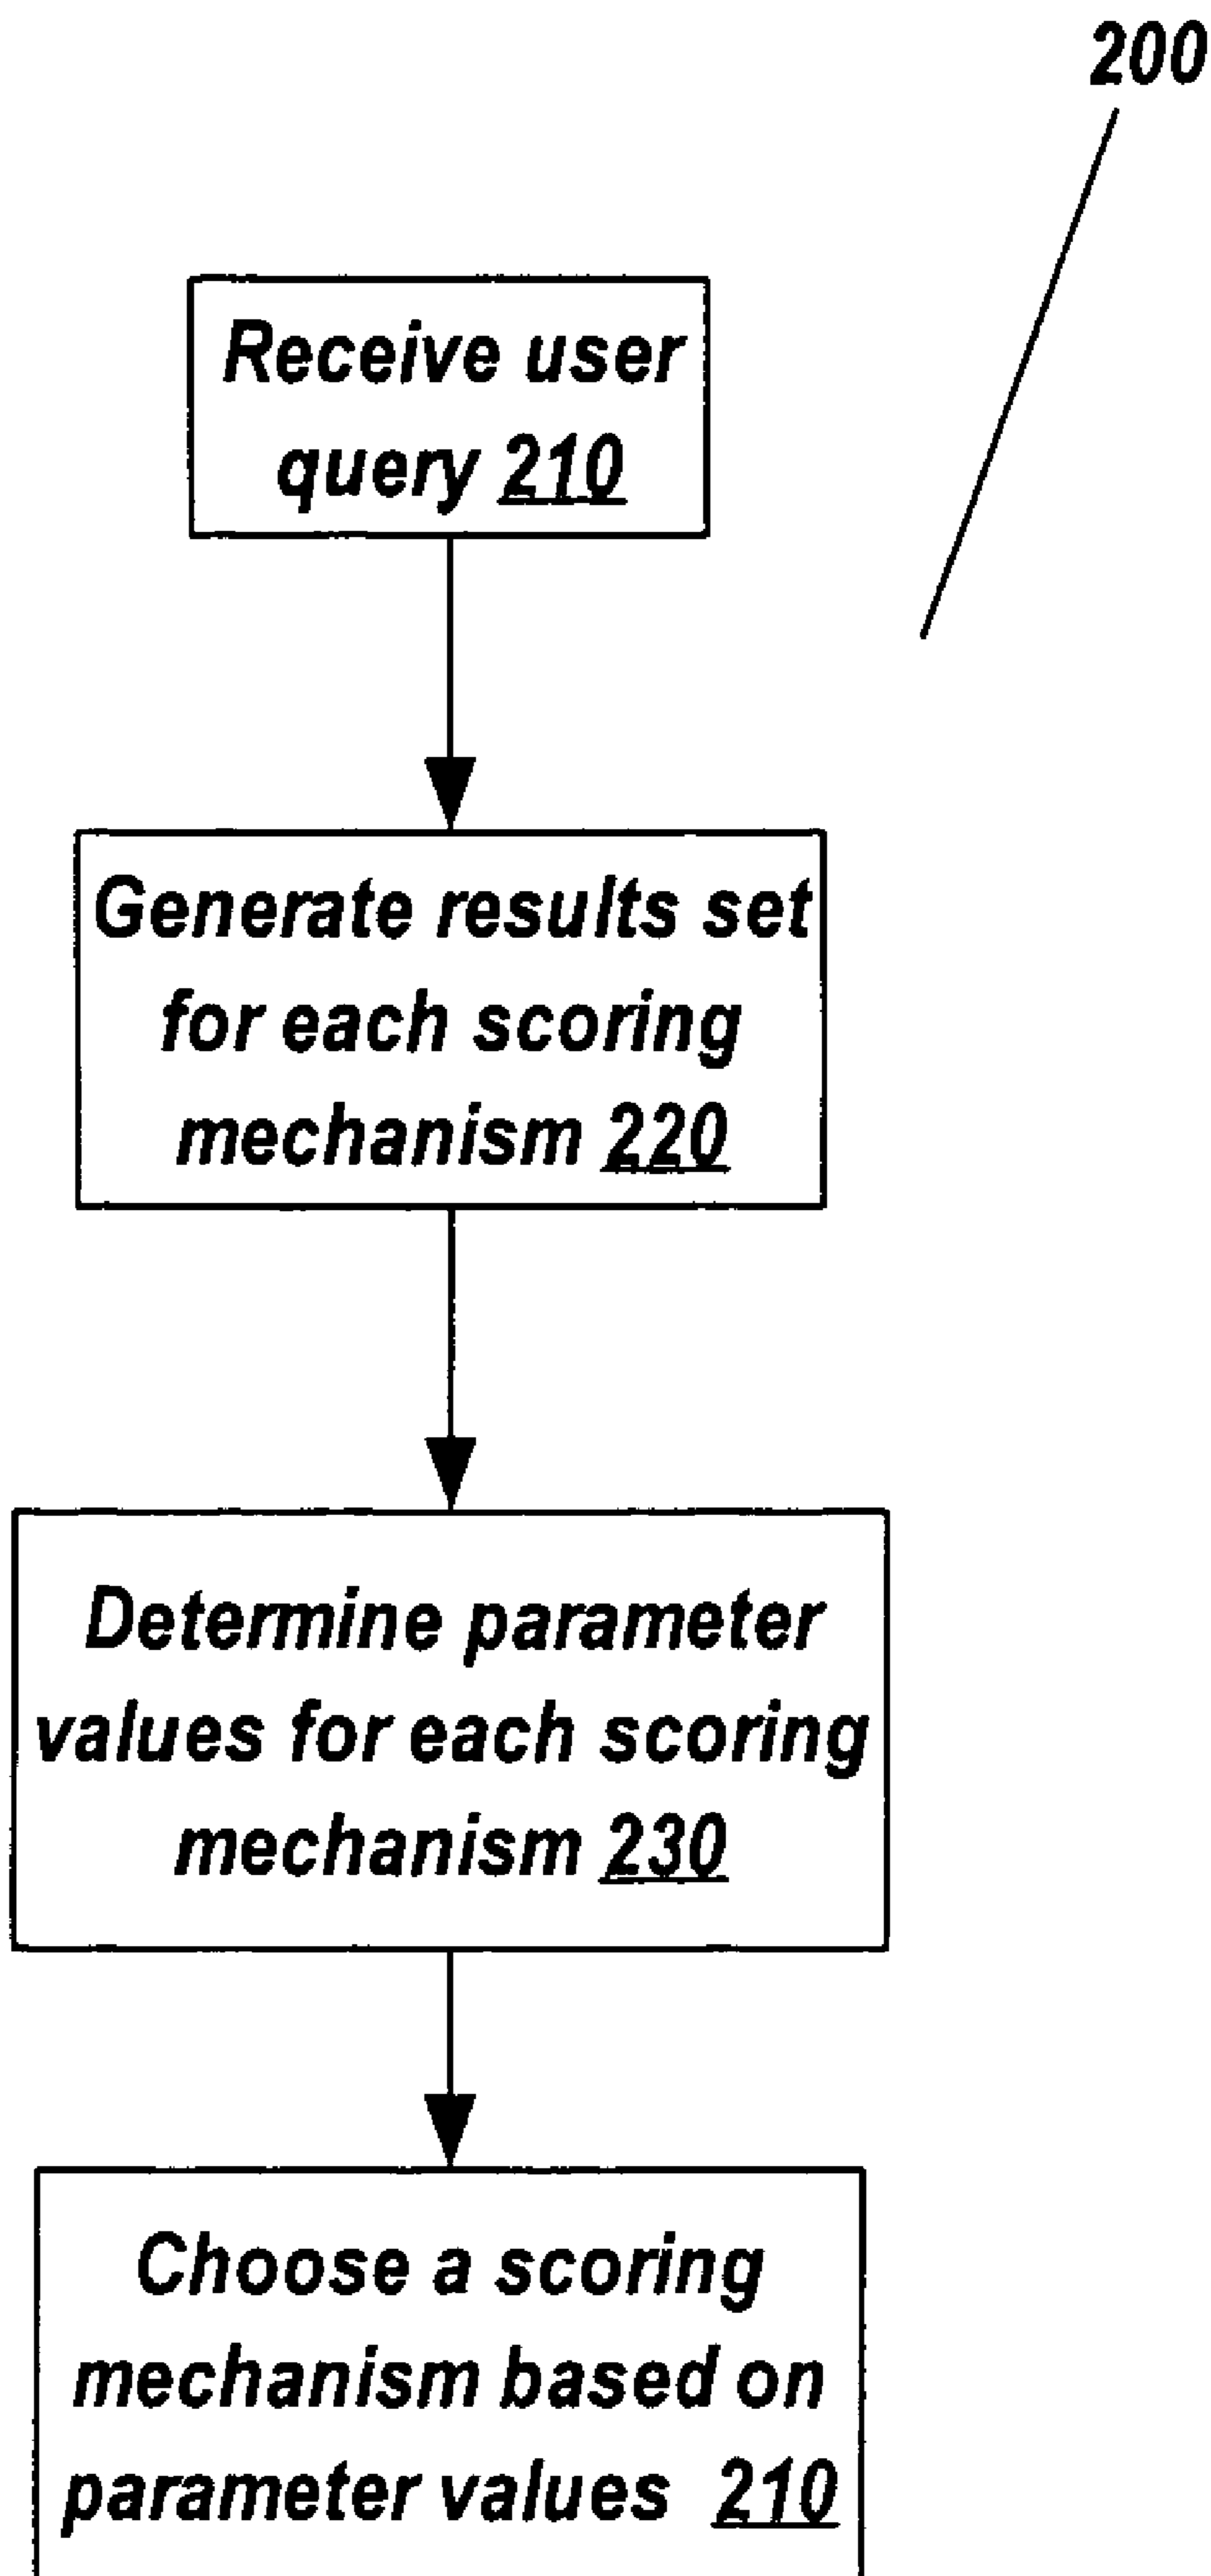 200
Receive user
query 210
Generate results set
for each scoring
mechanism 220
Determine parameter
values for each scoring
mechanism 230
Choose a scoring
mechanism based on
parameter values 210